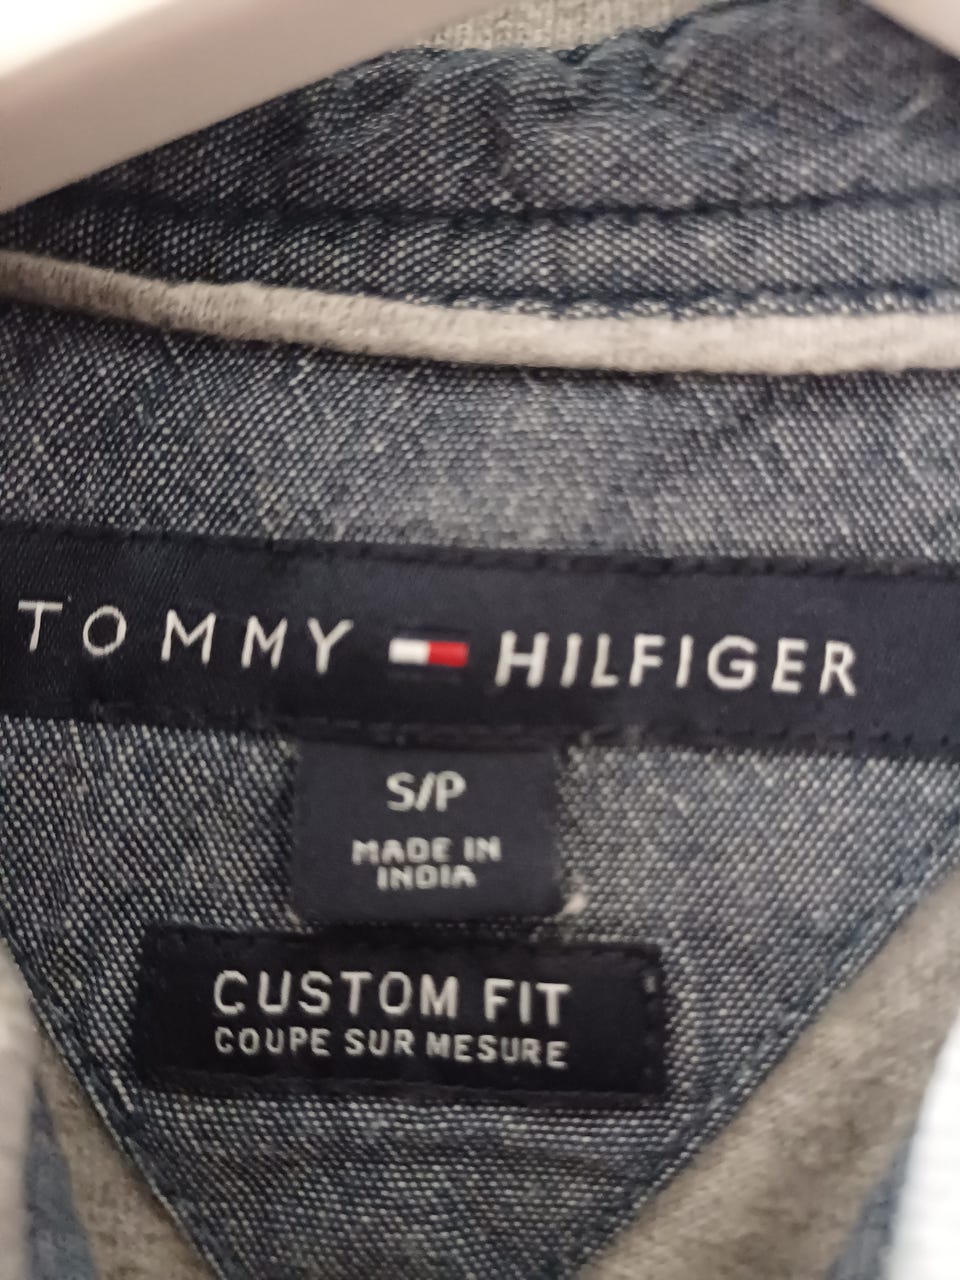 TOMMY HILFIGER
S/P
MADE IN
INDIA
CUSTOM FIT
COUPE SUR MESURE